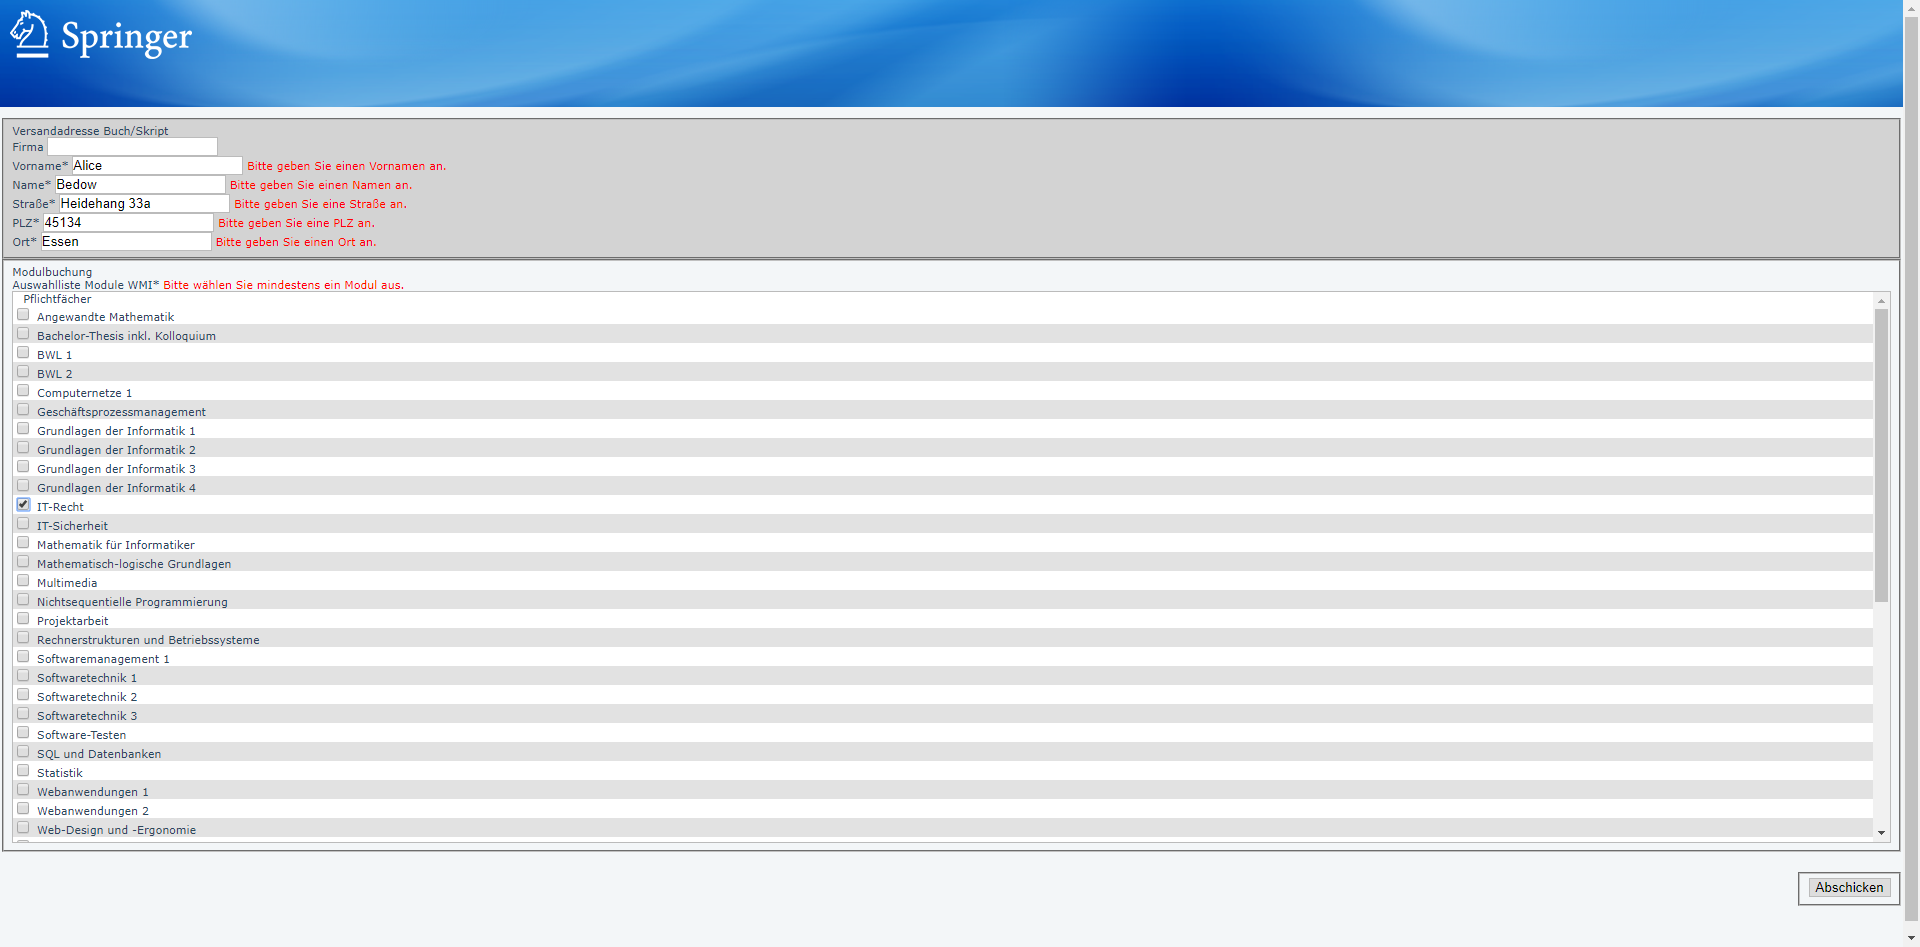 Springer
Versandadresse Buch/Skript
Firma
Vorname* Alice Bitte geben Sie einen Vornamen an.
Name* Bedow Bitte geben Sie einen Namen an.
Straße* Heidehang 33a Bitte geben Sie eine Straße an.
PLZ* 45134 Bitte geben Sie eine PLZ an.
Ort* Essen Bitte geben Sie einen Ort an.
Modulbuchung
Auswahlliste Module WMI* Bitte wählen Sie mindestens ein Modul aus.
Pflichtfächer
Angewandte Mathematik
Bachelor-Thesis inkl. Kolloquium
BWL 1
BWL 2
Computernetze 1
Geschäftsprozessmanagement
Grundlagen der Informatik 1
Grundlagen der Informatik 2
Grundlagen der Informatik 3
Grundlagen der Informatik 4
IT-Recht
IT-Sicherheit
Mathematik für Informatiker
Mathematisch-logische Grundlagen
Multimedia
Nichtsequentielle Programmierung
Projektarbeit
Rechnerstrukturen und Betriebssysteme
Softwaremanagement 1
Softwaretechnik 1
Softwaretechnik 2
Softwaretechnik 3
Software-Testen
SQL und Datenbanken
Statistik
Webanwendungen 1
Webanwendungen 2
Web-Design und -Ergonomie
Abschicken